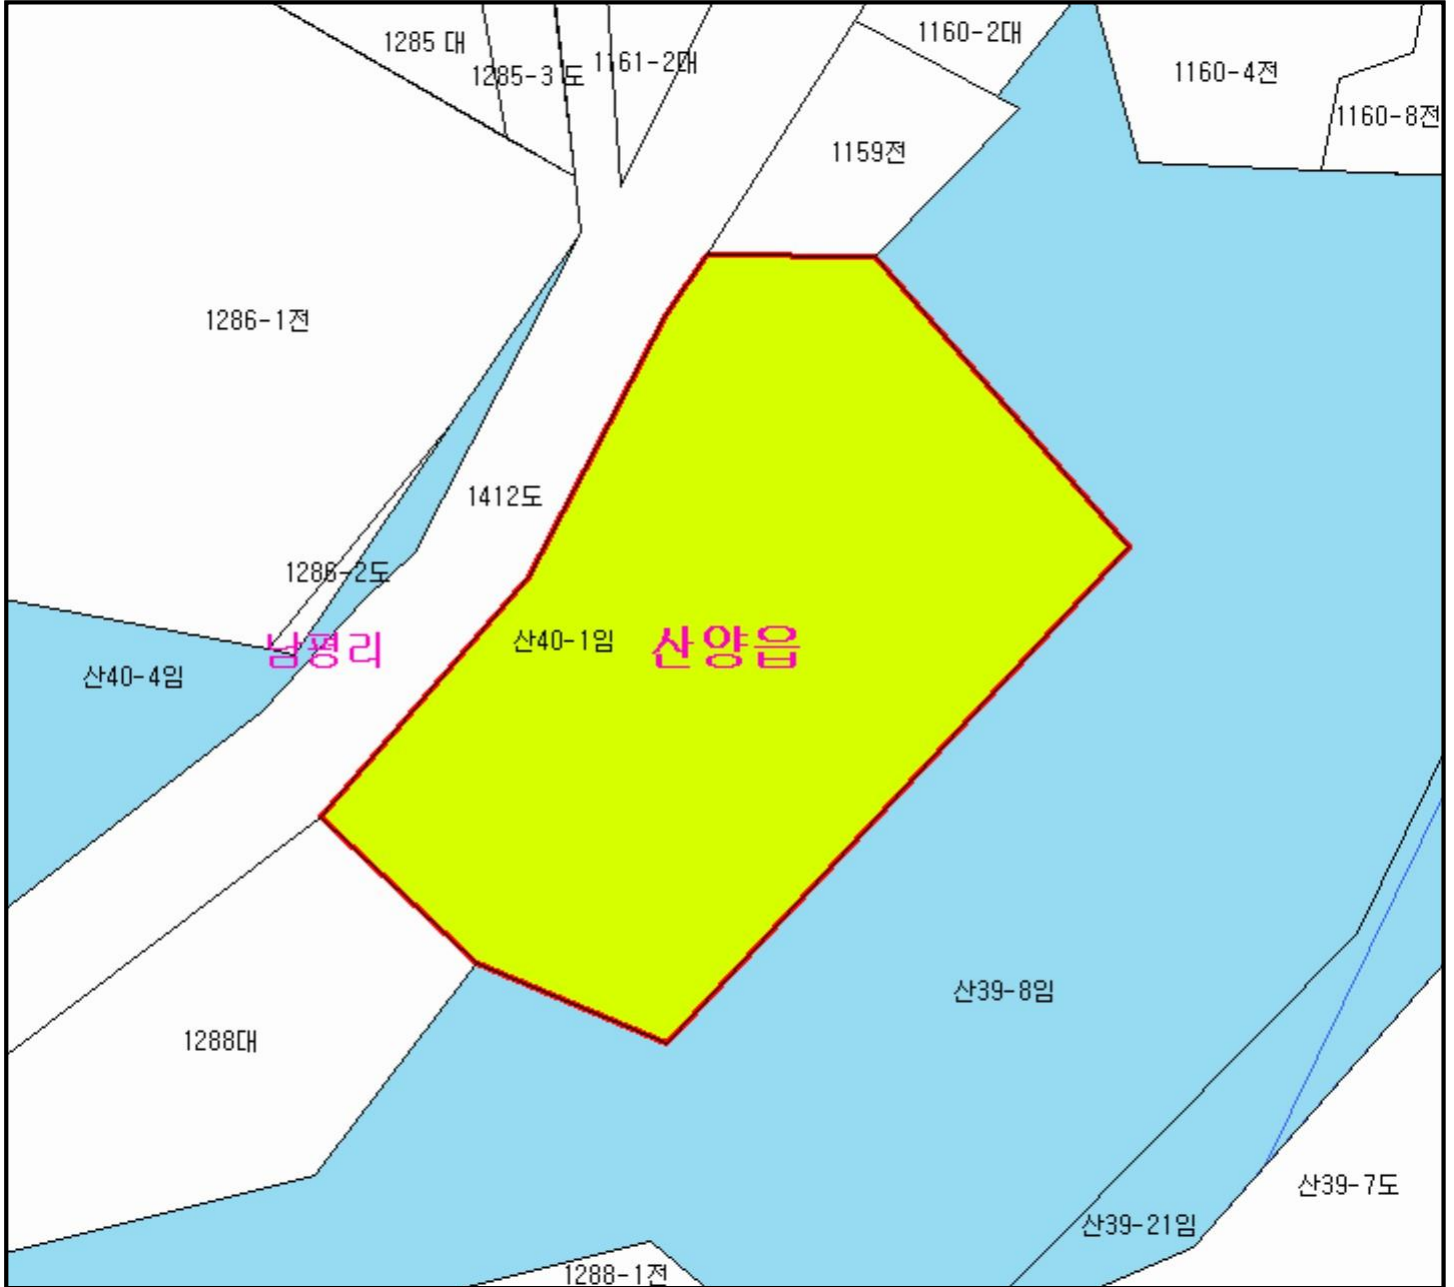 1160-2대
1285 대
1161-2대
1160-4전
1285-3 도
1160-8전
1159전
1286-1전
1412도
1286-2도
산40-1임
산양읍
남평리
산40-4임
산39-8임
1288대
산39-7도
산39-21임
1288-1전